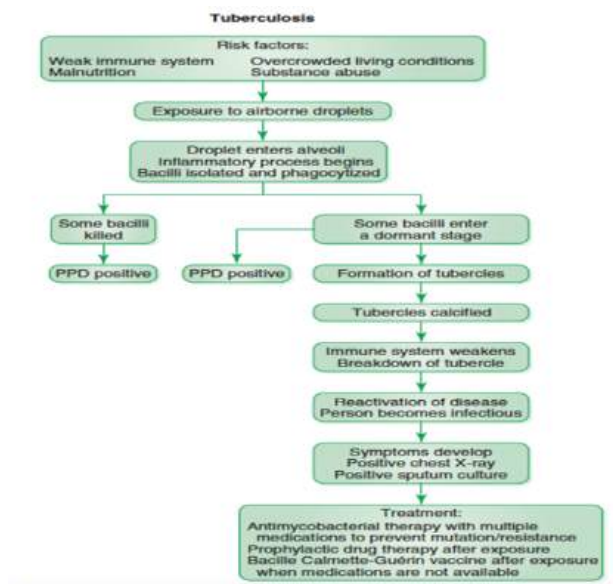 Tuberculosis
Risk factors:
Weak immune system Overcrowded living conditions
Malnutrition Substance abuse
Exposure to airborne droplets
Droplet enters alveoli
Inflammatory process begins
Bacilli isolated and phagocytized
Some bacilli
killed
Some bacilli enter
a dormant stage
PPD positive
PPD positive
Formation of tubercles
Tubercles calcified
Immune system weakens
Breakdown of tubercle
Reactivation of disease
Person becomes infectious
Symptoms develop
Positive chest X-ray
Positive sputum culture
Treatment:
Antimycobacterial therapy with multiple
medications to prevent mutation/resistance
Prophylactic drug therapy after exposure
Bacille Calmette-Guérin vaccine after exposure
when medications are not available